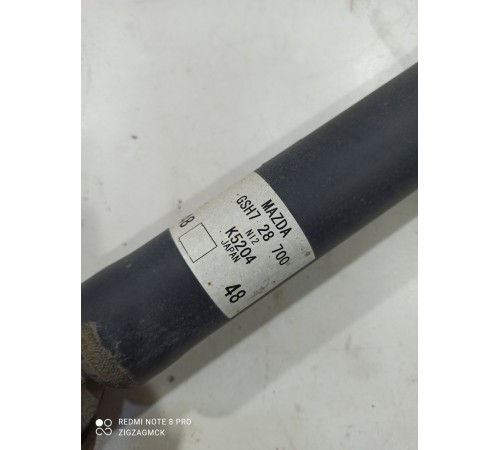 MAZDA
GSH7 28 700
N12
K5204
JAPAN
48
REDMI NOTE 8 PRO
ZIGZAGMCK